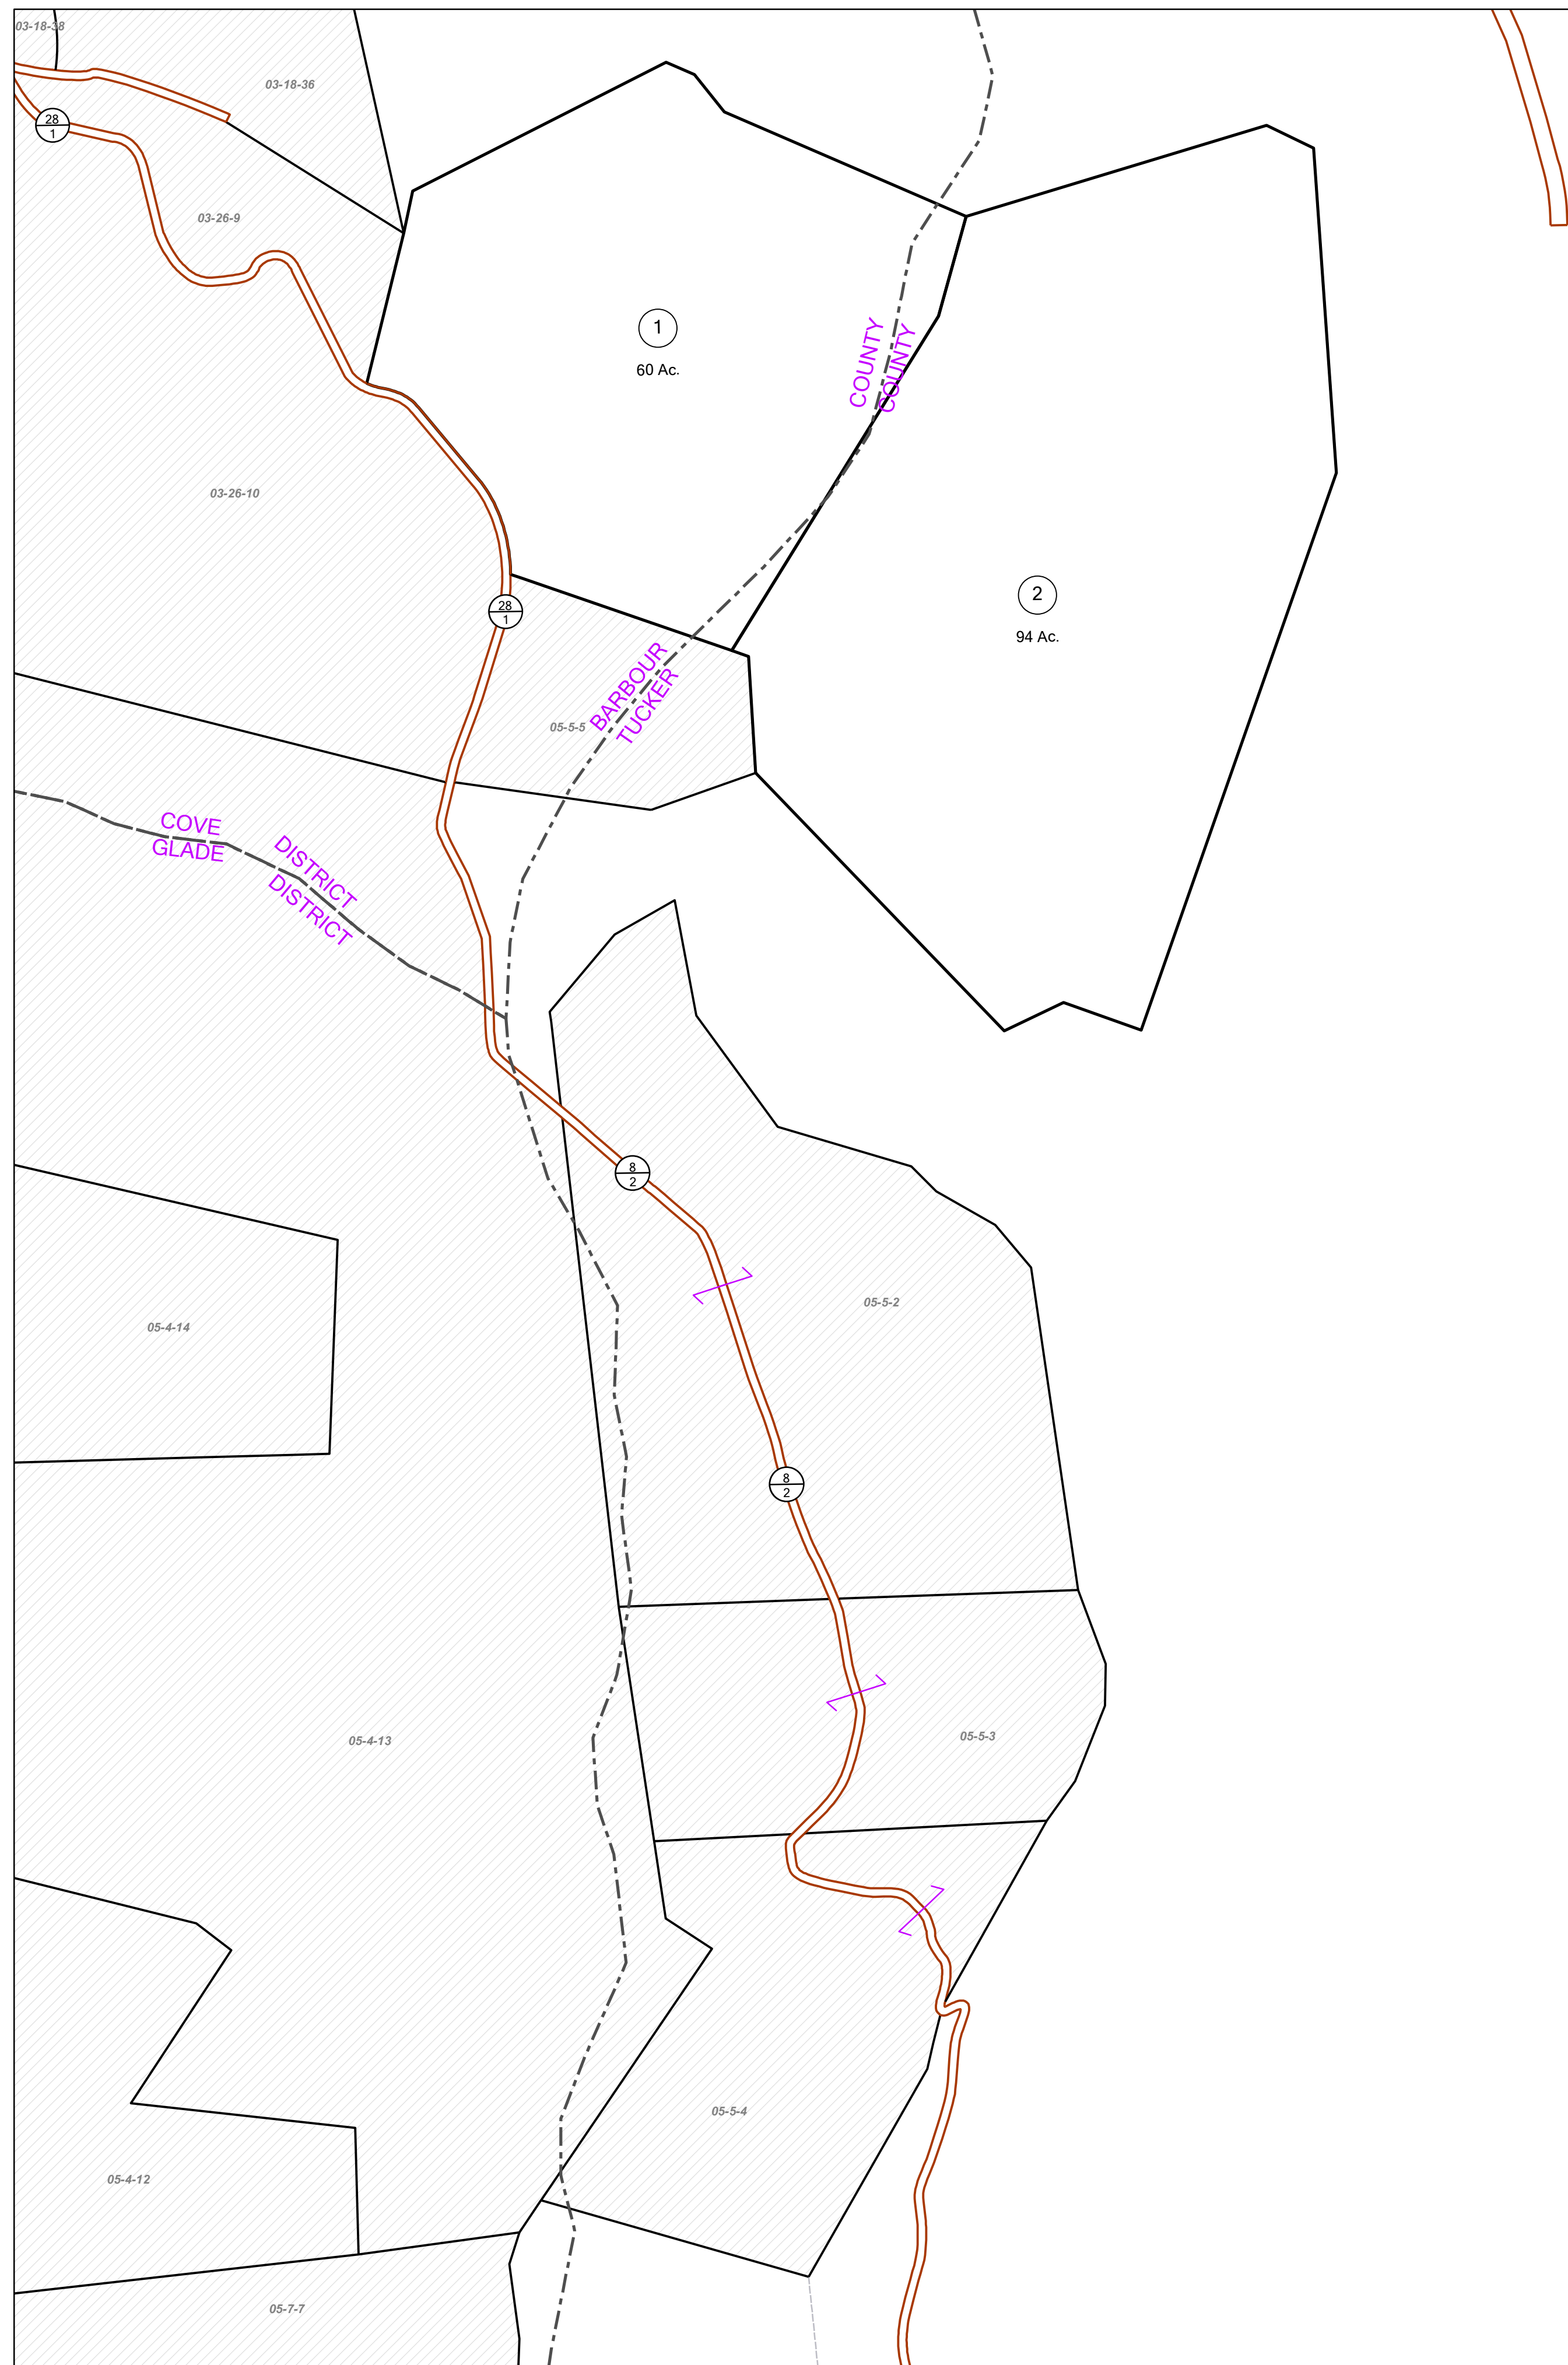 03-18-38
03-18-36
28
1
03-26-9
1
60 Ac.
COUNTY
COUNTY
03-26-10
2
94 Ac.
28
1
BARBOUR
TUCKER
05-5-5
COVE
GLADE
DISTRICT
DISTRICT
8
2
05-5-2
05-4-14
8
2
05-5-3
05-4-13
05-5-4
05-4-12
05-7-7